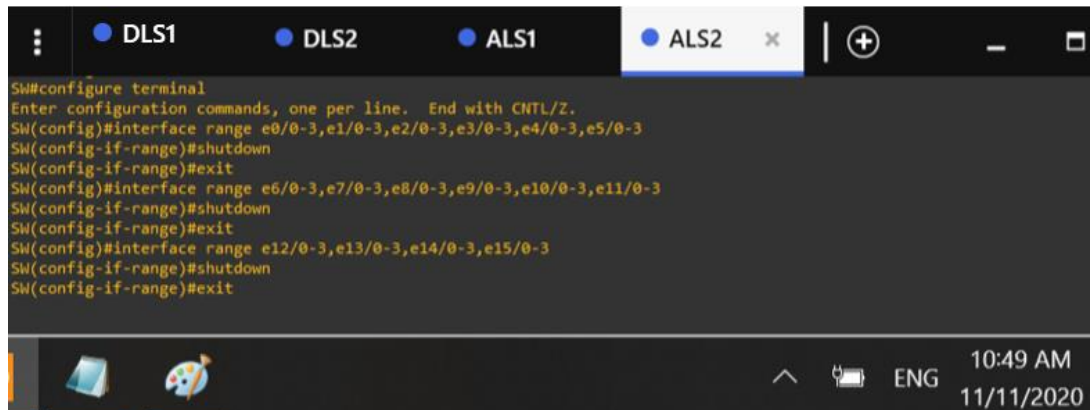 DLS1 DLS2 ALS1 ALS2
SW#configure terminal
Enter configuration commands, one per line.  End with CNTL/Z.
SW(config)#interface range e0/0-3,e1/0-3,e2/0-3,e3/0-3,e4/0-3,e5/0-3
SW(config-if-range)#shutdown
SW(config-if-range)#exit
SW(config)#interface range e6/0-3,e7/0-3,e8/0-3,e9/0-3,e10/0-3,e11/0-3
SW(config-if-range)#shutdown
SW(config-if-range)#exit
SW(config)#interface range e12/0-3,e13/0-3,e14/0-3,e15/0-3
SW(config-if-range)#shutdown
SW(config-if-range)#exit
ENG
10:49 AM
11/11/2020